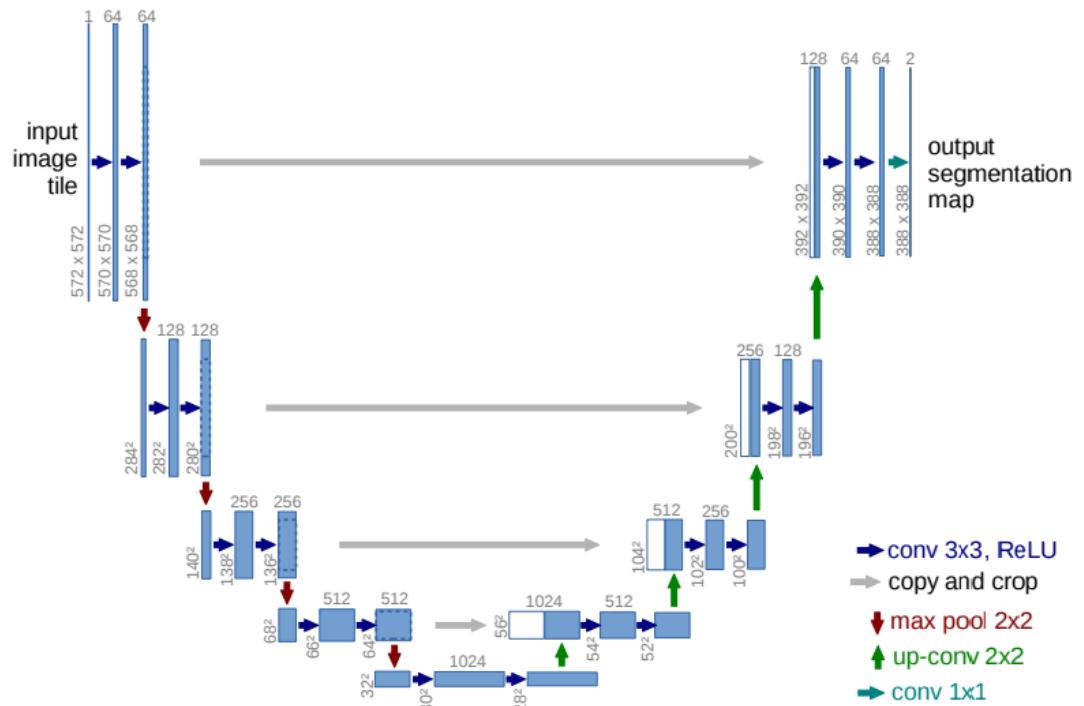 1 64 64
128 64 64 2
input
image
tile
output
segmentation
map
572 x 572
570 x 570
568 x 568
392 x 392
390 x 390
388 x 388
388 x 388
128 128
256 128
284²
282²
280²
200²
198²
196²
256 256
512 256
140²
138²
136²
104²
102²
100²
conv 3x3, ReLU
copy and crop
max pool 2x2
up-conv 2x2
conv 1x1
512 512
1024 512
68²
66²
64²
56²
54²
52²
1024
32²